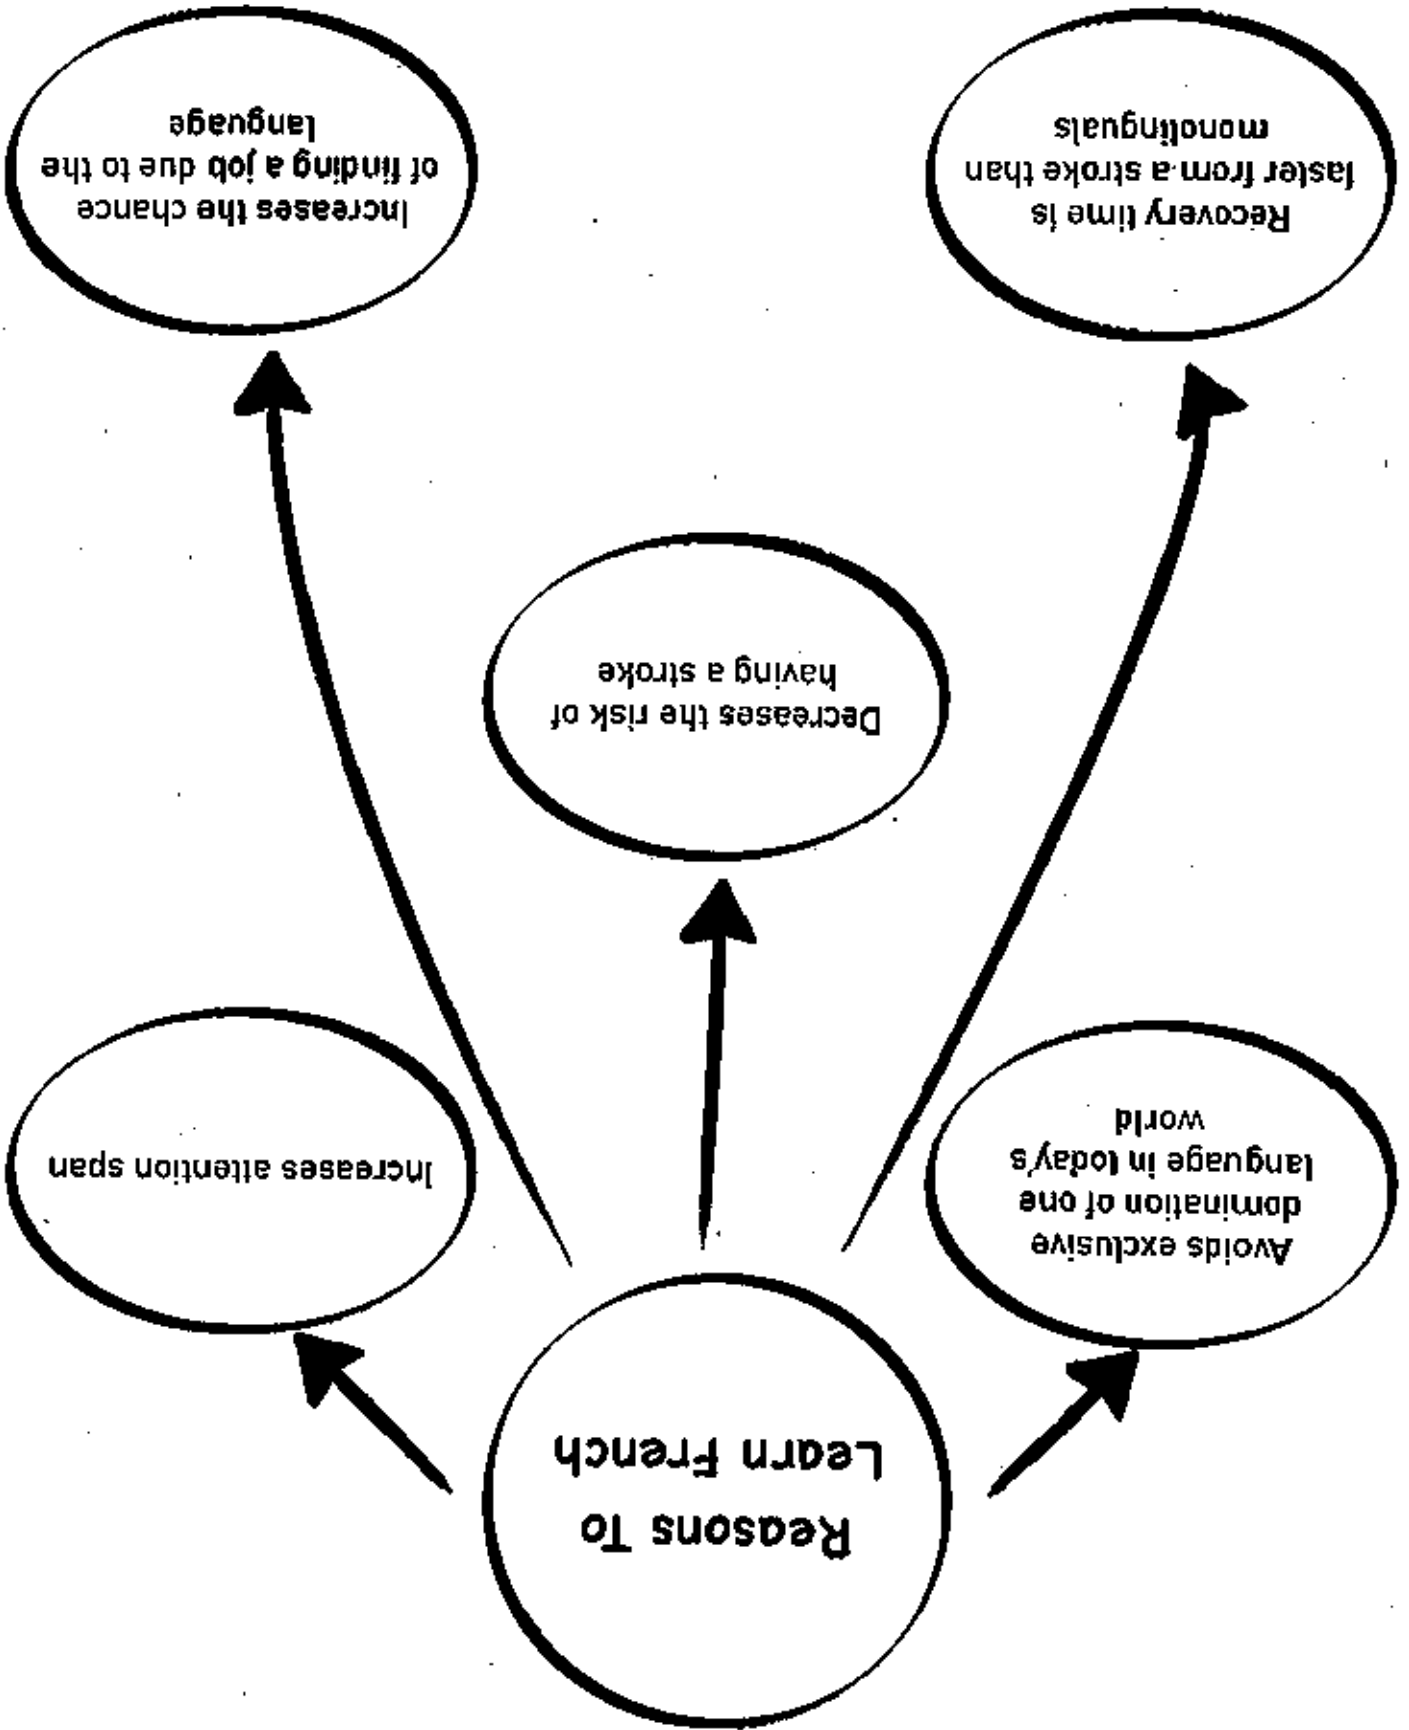 Reasons To
Learn French
Avoids exclusive
domination of one
language in today's
world
Increases attention span
Decreases the risk of
having a stroke
Recovery time is
faster from a stroke than
monolinguals
Increases the chance
of finding a job due to the
language